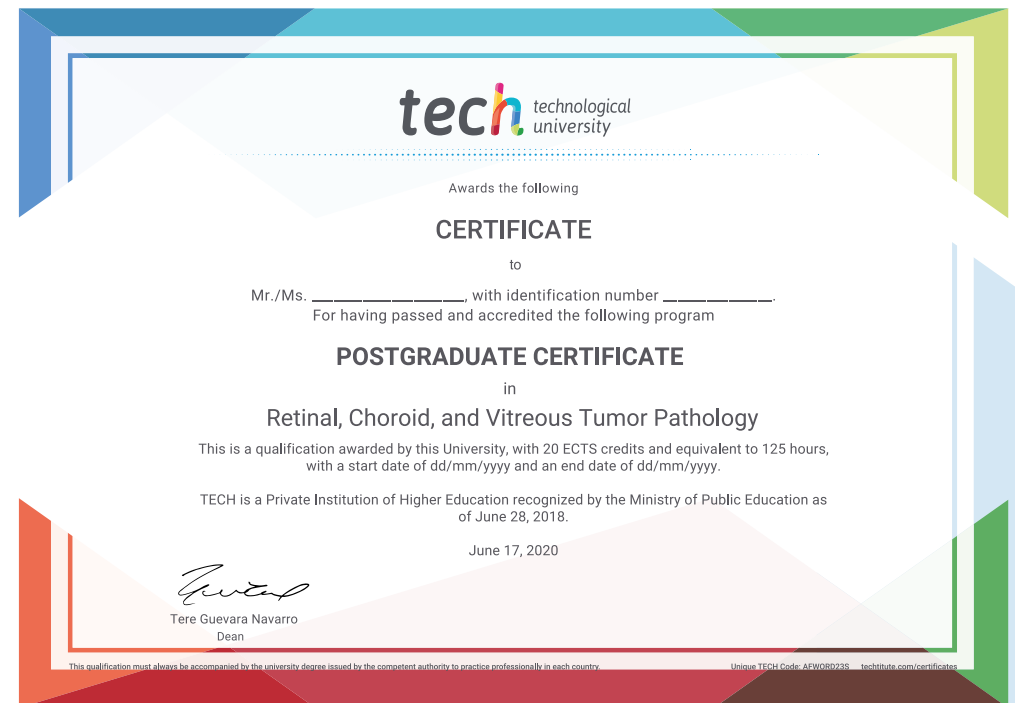 tech technological
university
Awards the following
CERTIFICATE
to
Mr./Ms. _______________, with identification number ___________.
For having passed and accredited the following program
POSTGRADUATE CERTIFICATE
in
Retinal, Choroid, and Vitreous Tumor Pathology
This is a qualification awarded by this University, with 20 ECTS credits and equivalent to 125 hours,
with a start date of dd/mm/yyyy and an end date of dd/mm/yyyy.
TECH is a Private Institution of Higher Education recognized by the Ministry of Public Education as
of June 28, 2018.
June 17, 2020
Tere Guevara Navarro
Dean
This qualification must always be accompanied by the university degree issued by the competent authority to practice professionally in each country. Unique TECH Code: AFWORD23S techtitute.com/certificates